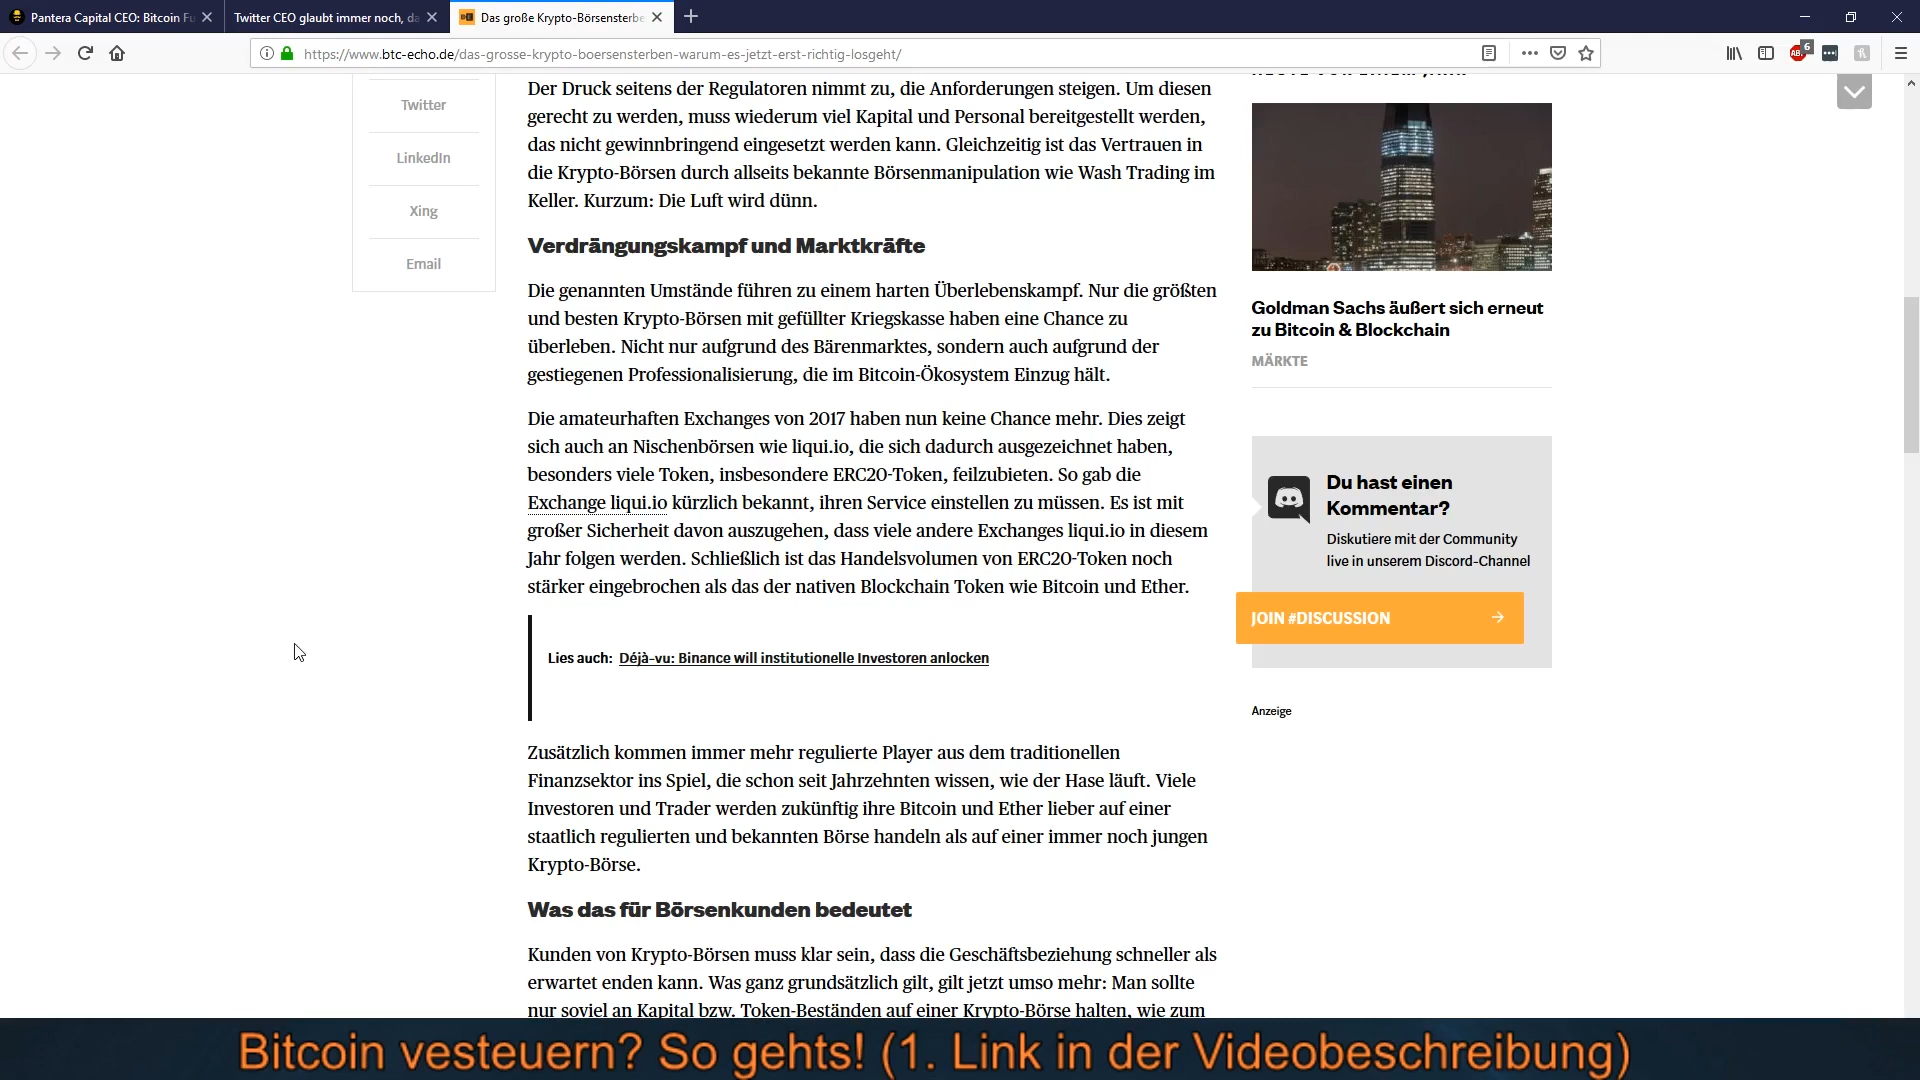 Pantera Capital CEO: Bitcoin Fu
Twitter CEO glaubt immer noch, da
Das große Krypto-Börsensterbe
https://www.btc-echo.de/das-grosse-krypto-boersensterben-warum-es-jetzt-erst-richtig-losgeht/
6
Twitter
LinkedIn
Xing
Email
Der Druck seitens der Regulatoren nimmt zu, die Anforderungen steigen. Um diesen
gerecht zu werden, muss wiederum viel Kapital und Personal bereitgestellt werden,
das nicht gewinnbringend eingesetzt werden kann. Gleichzeitig ist das Vertrauen in
die Krypto-Börsen durch allseits bekannte Börsenmanipulation wie Wash Trading im
Keller. Kurzum: Die Luft wird dünn.
Verdrängungskampf und Marktkräfte
Die genannten Umstände führen zu einem harten Überlebenskampf. Nur die größten
und besten Krypto-Börsen mit gefüllter Kriegskasse haben eine Chance zu
überleben. Nicht nur aufgrund des Bärenmarktes, sondern auch aufgrund der
gestiegenen Professionalisierung, die im Bitcoin-Ökosystem Einzug hält.
Die amateurhaften Exchanges von 2017 haben nun keine Chance mehr. Dies zeigt
sich auch an Nischenbörsen wie liqui.io, die sich dadurch ausgezeichnet haben,
besonders viele Token, insbesondere ERC20-Token, feilzubieten. So gab die
Exchange liqui.io kürzlich bekannt, ihren Service einstellen zu müssen. Es ist mit
großer Sicherheit davon auszugehen, dass viele andere Exchanges liqui.io in diesem
Jahr folgen werden. Schließlich ist das Handelsvolumen von ERC20-Token noch
stärker eingebrochen als das der nativen Blockchain Token wie Bitcoin und Ether.
Lies auch: Déjà-vu: Binance will institutionelle Investoren anlocken
Zusätzlich kommen immer mehr regulierte Player aus dem traditionellen
Finanzsektor ins Spiel, die schon seit Jahrzehnten wissen, wie der Hase läuft. Viele
Investoren und Trader werden zukünftig ihre Bitcoin und Ether lieber auf einer
staatlich regulierten und bekannten Börse handeln als auf einer immer noch jungen
Krypto-Börse.
Was das für Börsenkunden bedeutet
Kunden von Krypto-Börsen muss klar sein, dass die Geschäftsbeziehung schneller als
erwartet enden kann. Was ganz grundsätzlich gilt, gilt jetzt umso mehr: Man sollte
nur soviel an Kapital bzw. Token-Beständen auf einer Krypto-Börse halten, wie zum
Goldman Sachs äußert sich erneut
zu Bitcoin & Blockchain
MÄRKTE
Du hast einen
Kommentar?
Diskutiere mit der Community
live in unserem Discord-Channel
JOIN #DISCUSSION
Anzeige
Bitcoin vesteuern? So gehts! (1. Link in der Videobeschreibung)